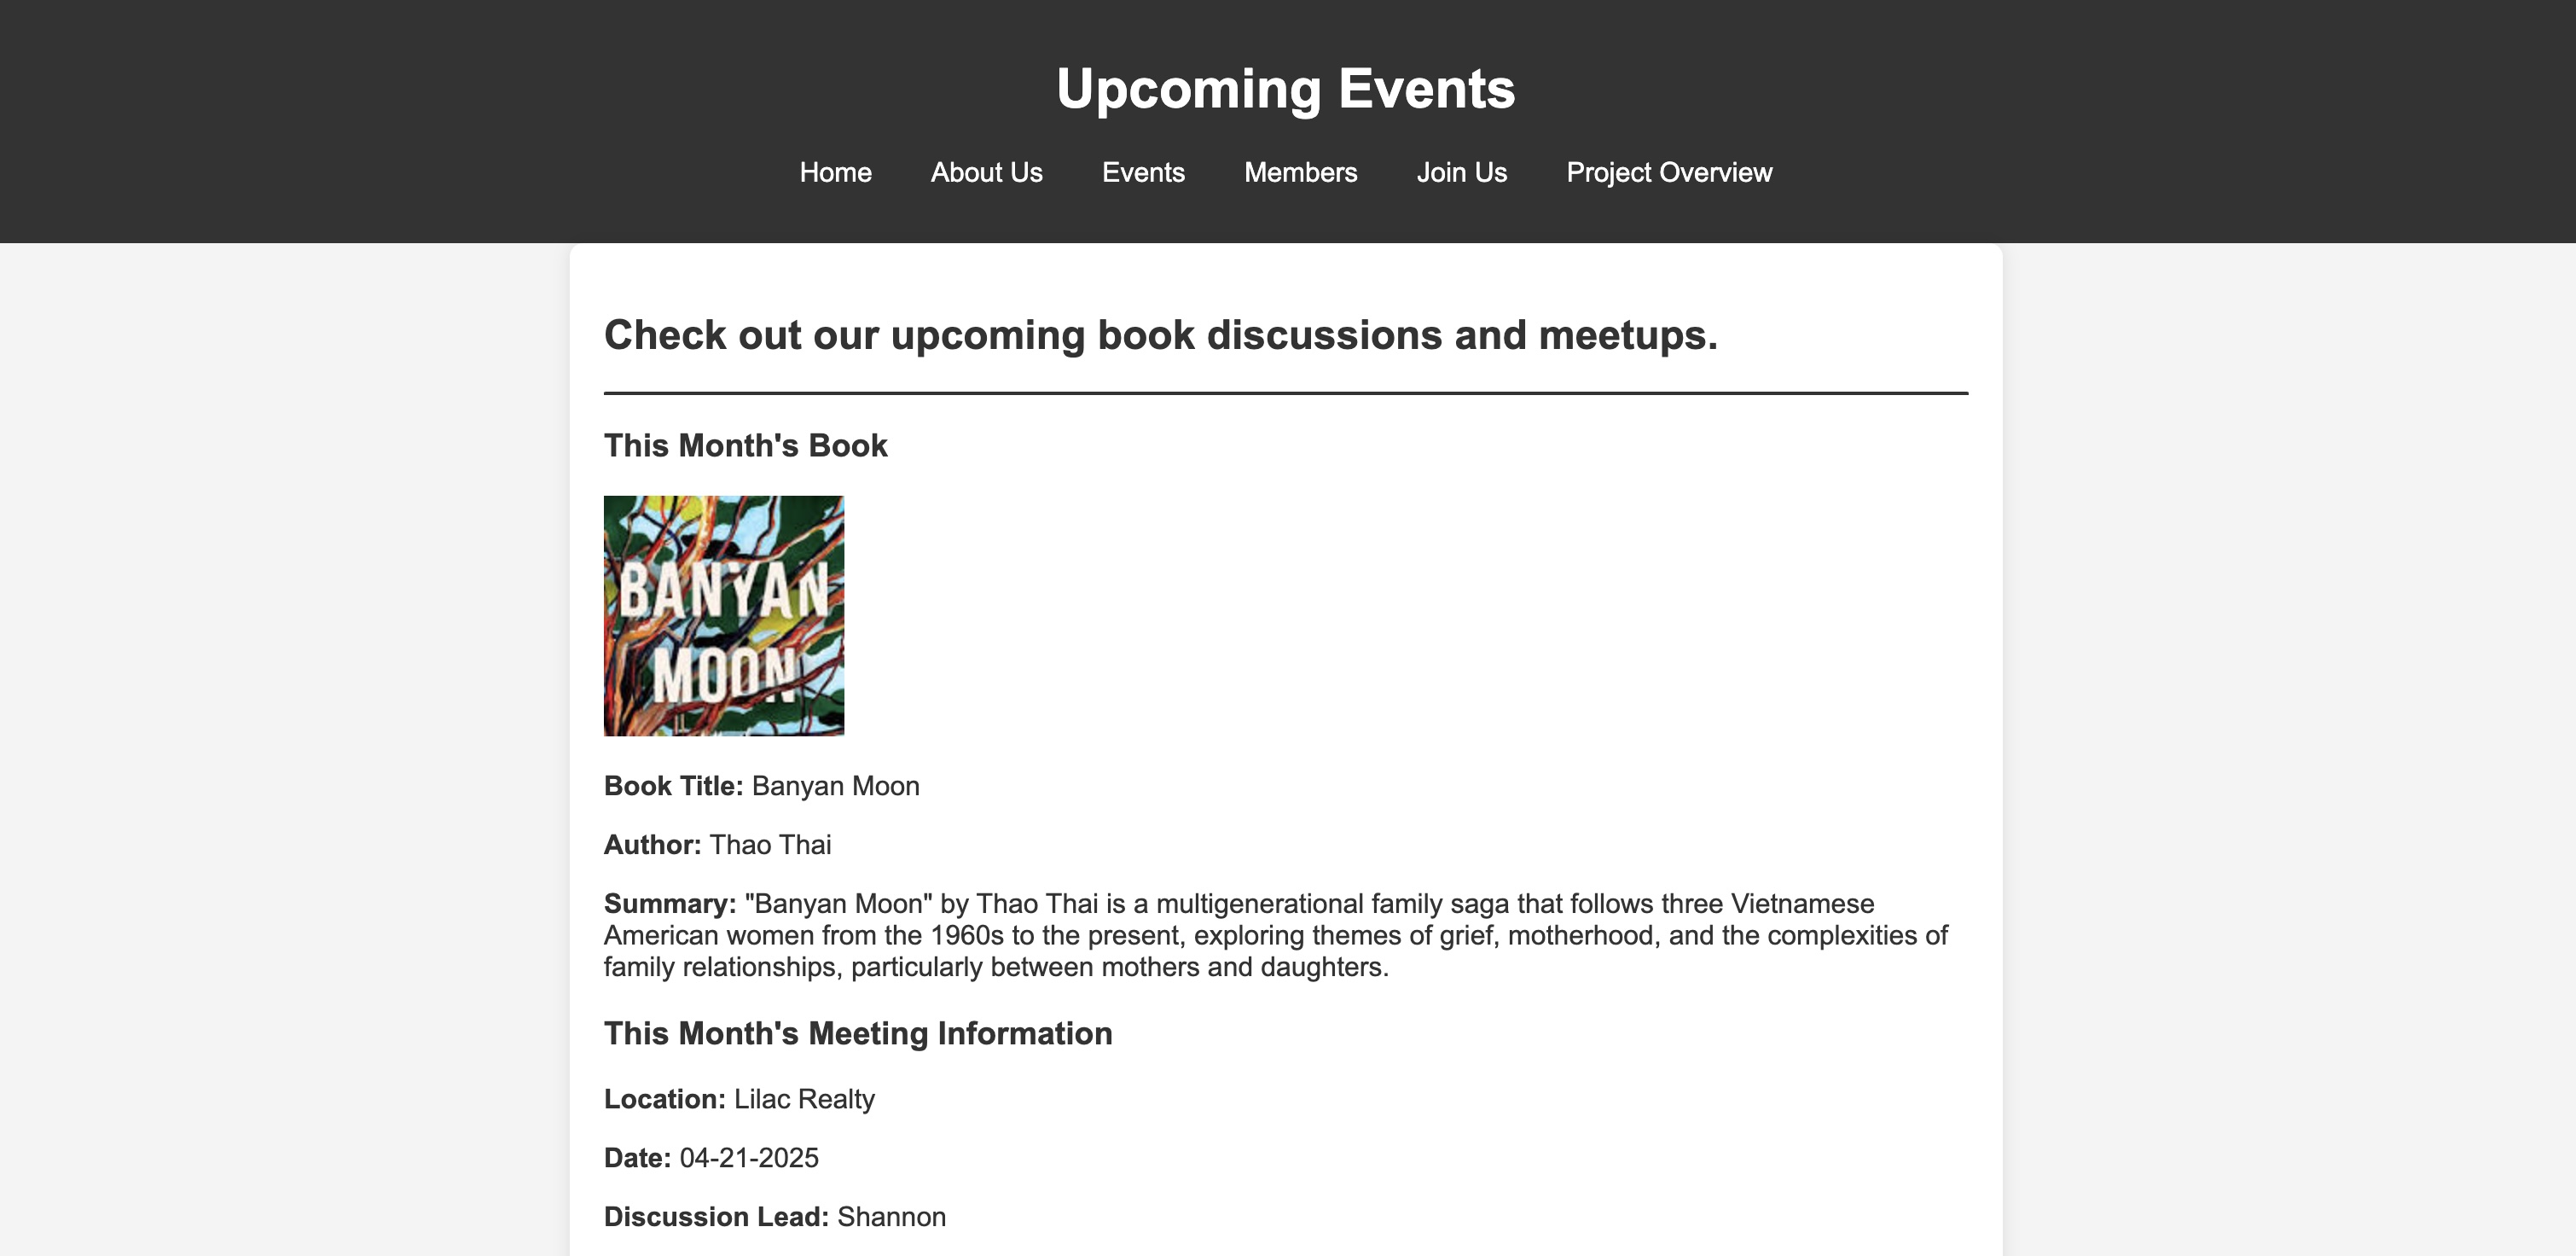 Upcoming Events
Home About Us Events Members Join Us Project Overview
Check out our upcoming book discussions and meetups.
This Month's Book
BANYAN
MOON
Book Title: Banyan Moon
Author: Thao Thai
Summary: "Banyan Moon" by Thao Thai is a multigenerational family saga that follows three Vietnamese
American women from the 1960s to the present, exploring themes of grief, motherhood, and the complexities of
family relationships, particularly between mothers and daughters.
This Month's Meeting Information
Location: Lilac Realty
Date: 04-21-2025
Discussion Lead: Shannon